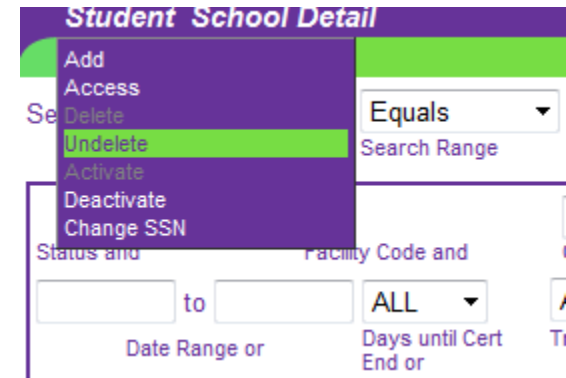 Student School Detail
Add
Access
Se
Delete
Equals
Undelete
Search Range
Activate
Deactivate
Change SSN
Status and
Facility Code and
to
ALL
Date Range or
Days until Cert
End or